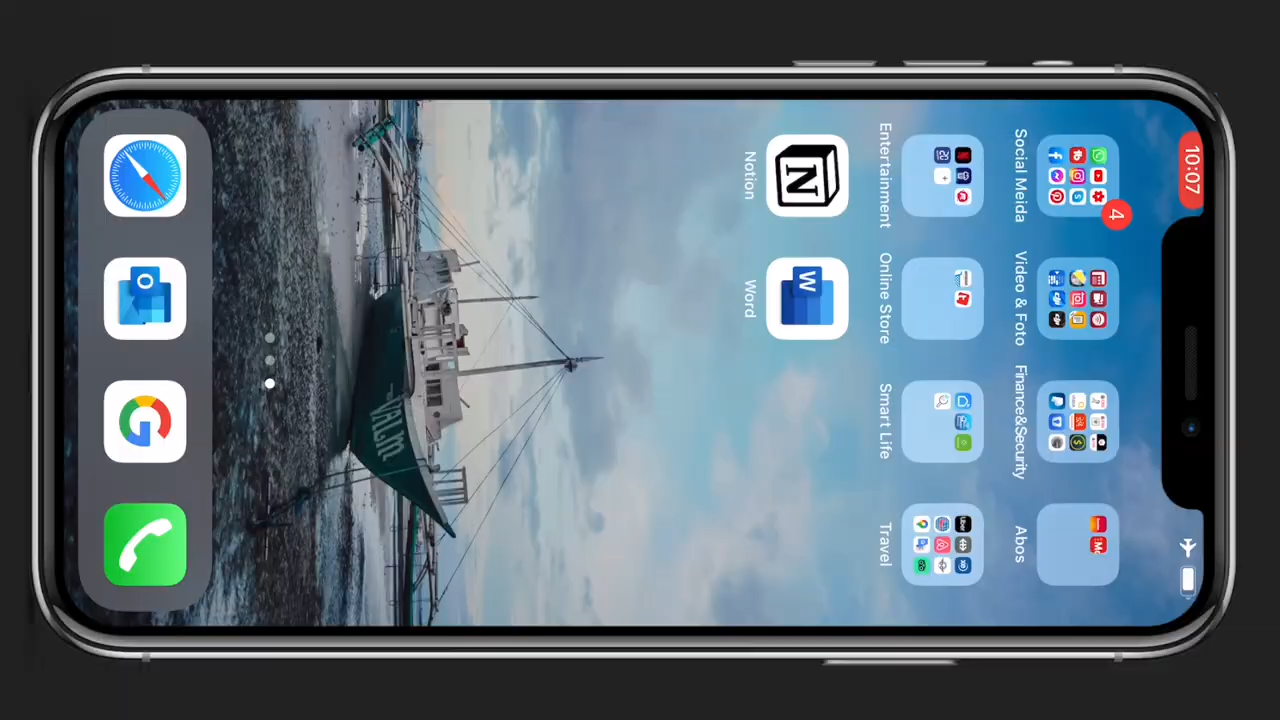 10:07
4
Social Meida
Video & Foto
Finance&Security
Abos
Entertainment
Online Store
Smart Life
Travel
Notion
Word